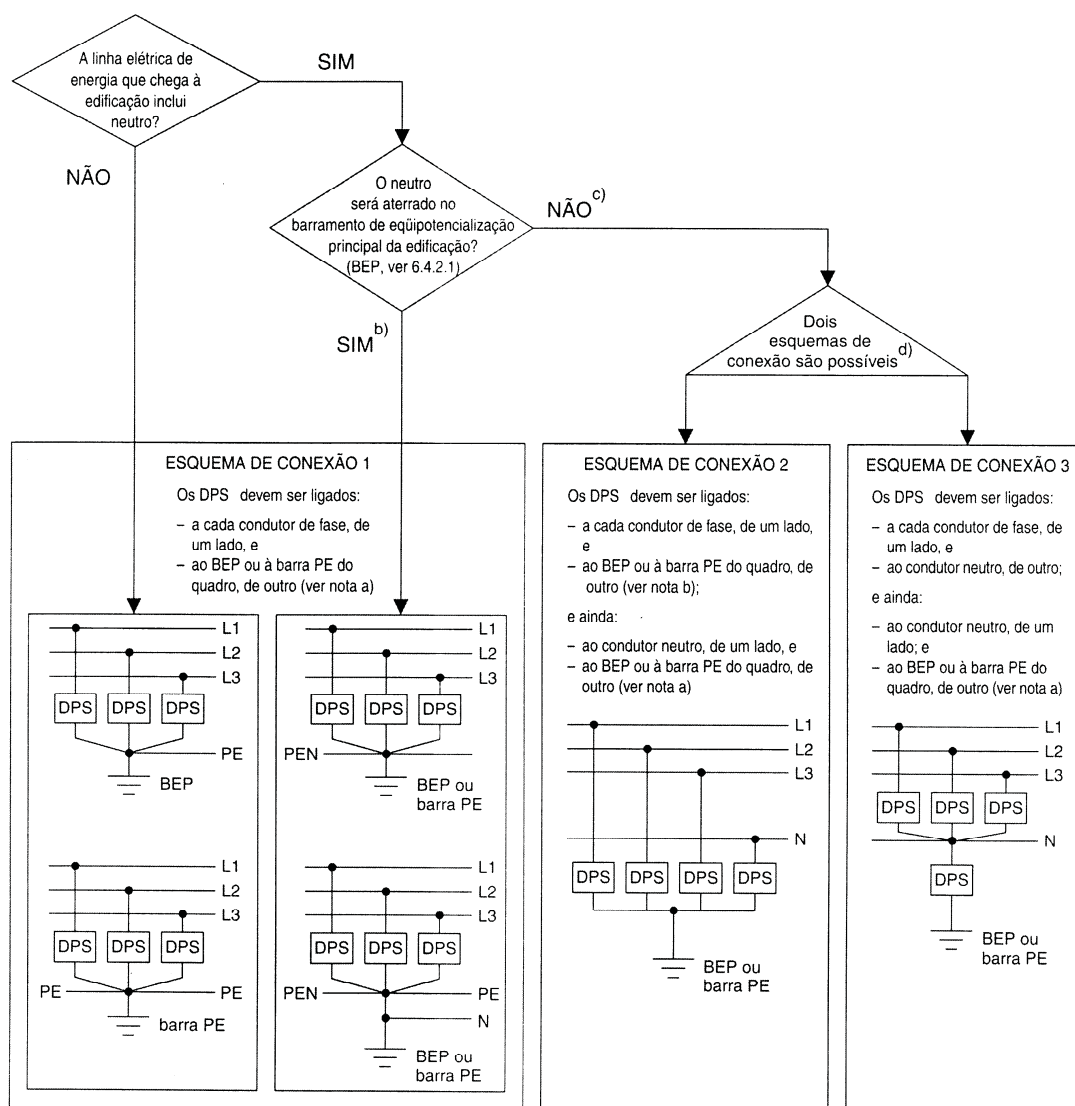 A linha elétrica de
energia que chega à
edificação inclui
neutro?
SIM
NÃO
O neutro
será aterrado no
barramento de eqüipotencialização
principal da edificação?
(BEP, ver 6.4.2.1)
NÃO c)
SIM b)
Dois
esquemas de
conexão são possíveis d)
ESQUEMA DE CONEXÃO 1
Os DPS devem ser ligados:
– a cada condutor de fase, de
um lado, e
– ao BEP ou à barra PE do
quadro, de outro (ver nota a)
L1
L2
L3
DPS DPS DPS
PE
BEP
L1
L2
L3
DPS DPS DPS
PEN
BEP ou
barra PE
L1
L2
L3
DPS DPS DPS
PE PE
barra PE
L1
L2
L3
DPS DPS DPS
PEN PE
N
BEP ou
barra PE
ESQUEMA DE CONEXÃO 2
Os DPS devem ser ligados:
– a cada condutor de fase, de um lado,
e
– ao BEP ou à barra PE do quadro, de
outro (ver nota b);
e ainda:
– ao condutor neutro, de um lado, e
– ao BEP ou à barra PE do quadro, de
outro (ver nota a)
L1
L2
L3
N
DPS DPS DPS DPS
BEP ou
barra PE
ESQUEMA DE CONEXÃO 3
Os DPS devem ser ligados:
– a cada condutor de fase, de
um lado, e
– ao condutor neutro, de outro;
e ainda:
– ao condutor neutro, de um
lado; e
– ao BEP ou à barra PE do
quadro, de outro (ver nota a)
L1
L2
L3
DPS DPS DPS
N
DPS
BEP ou
barra PE